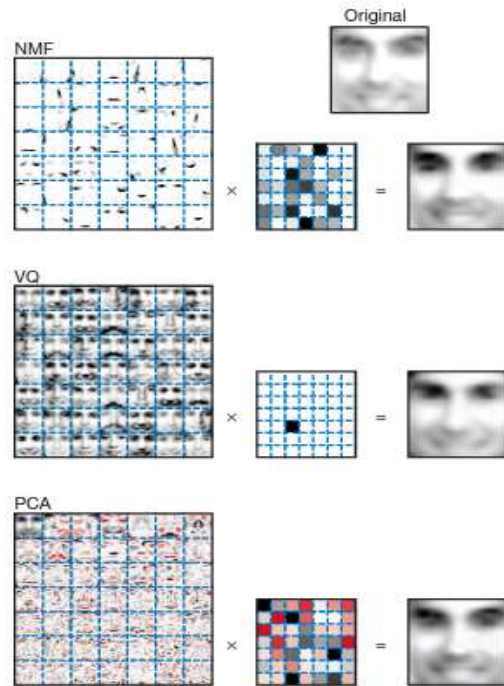 Original
NMF
× =
VQ
× =
PCA
× =